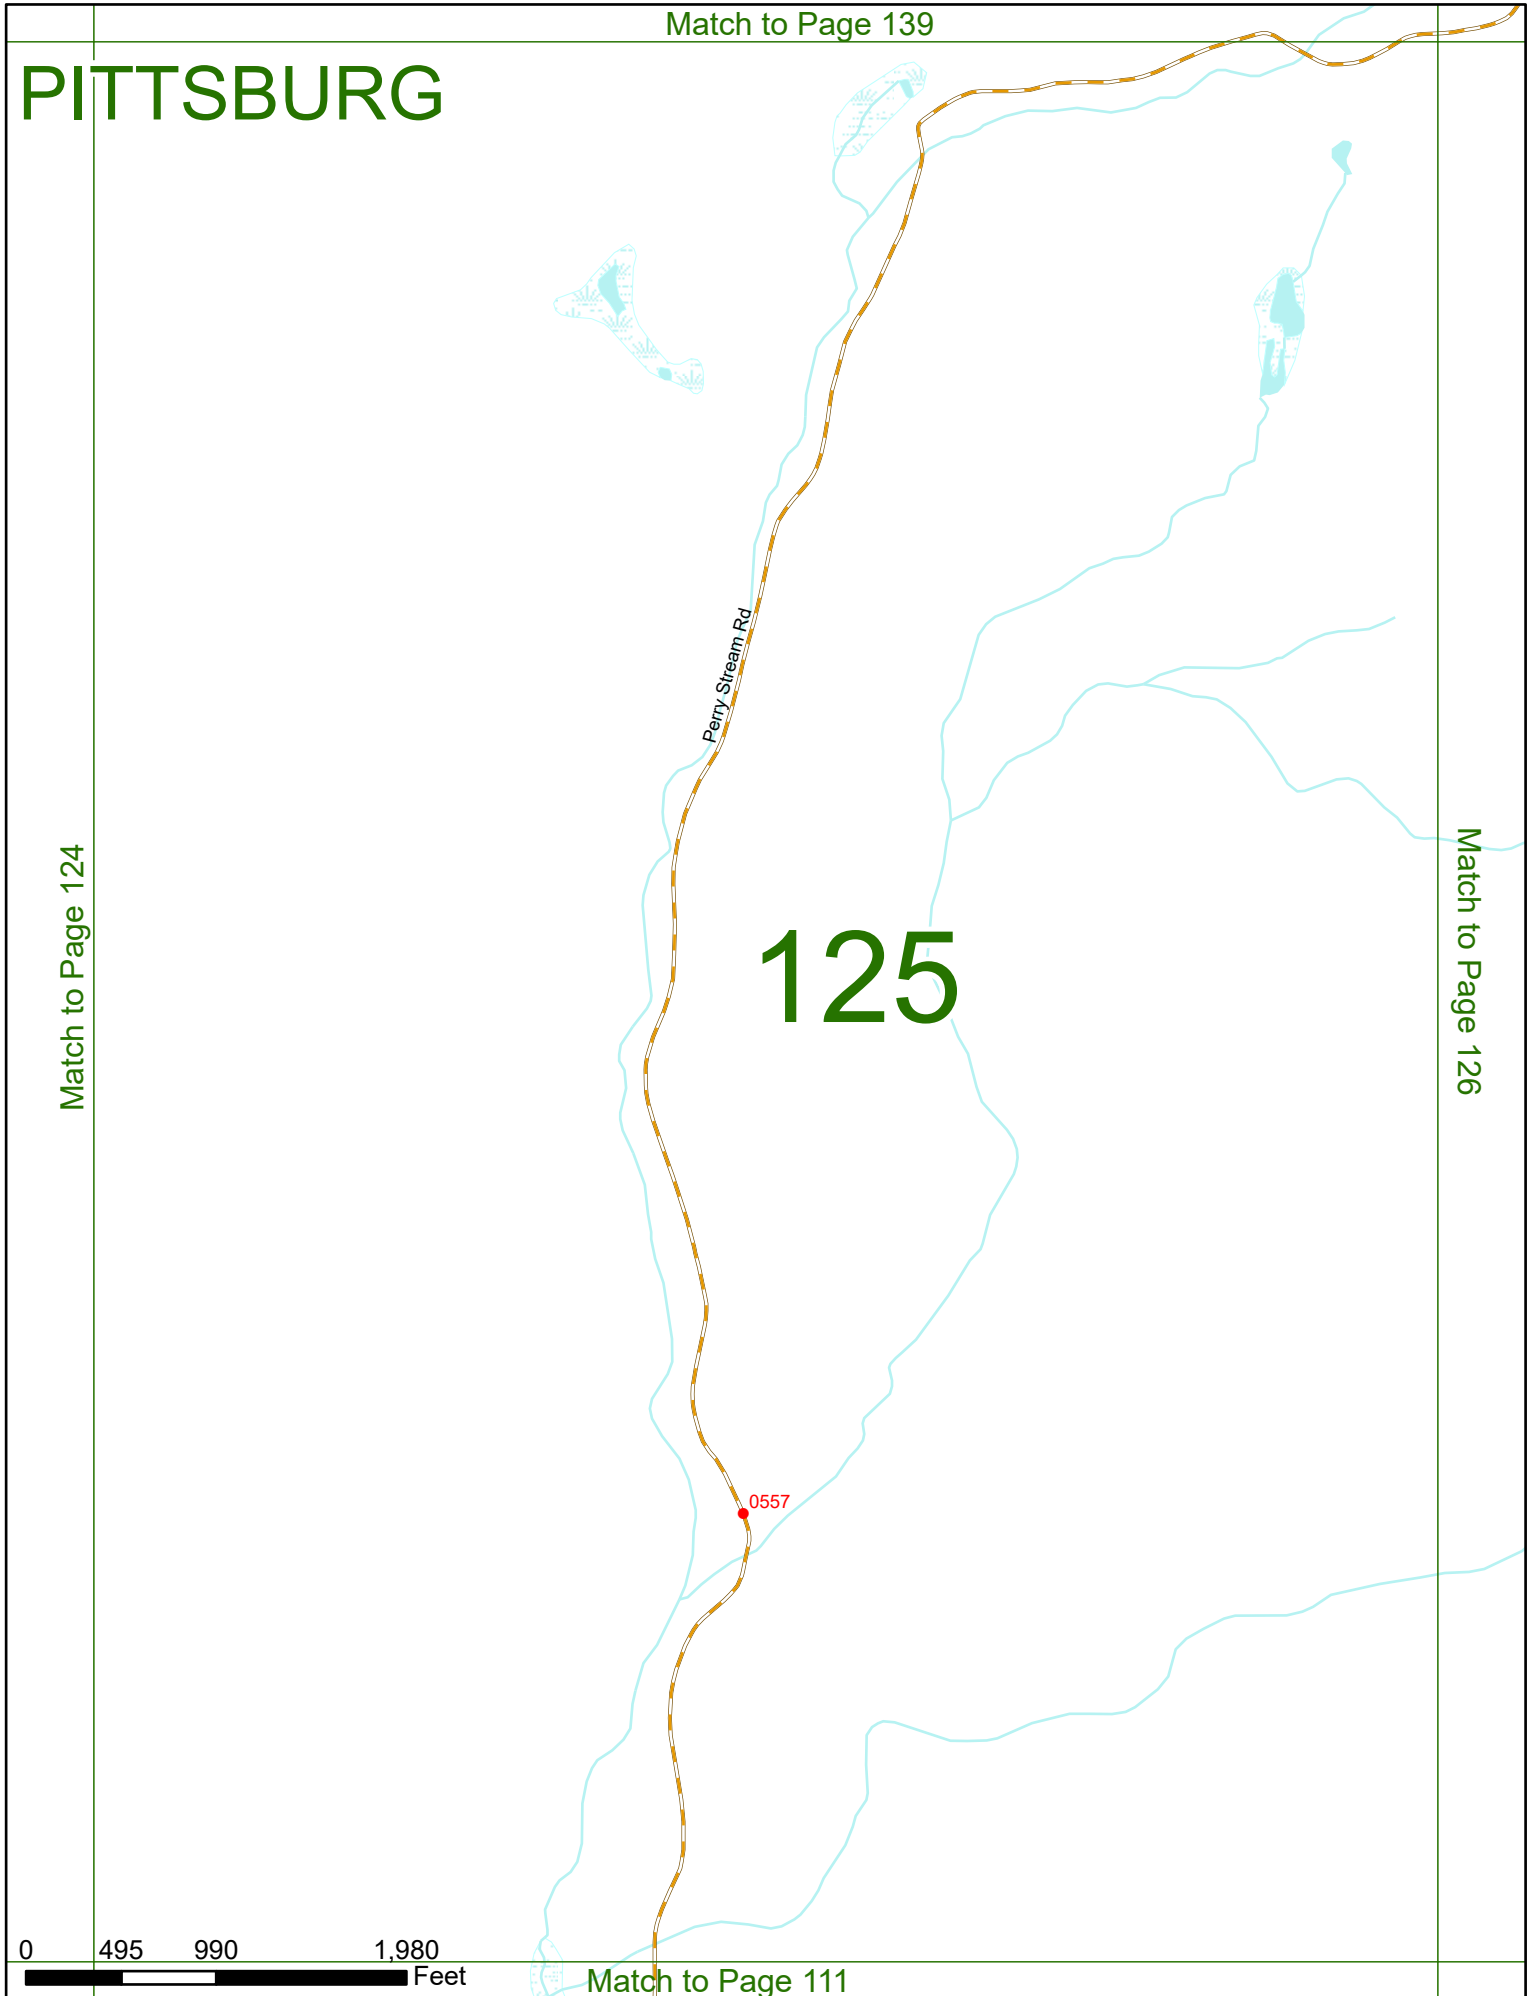 Match to Page 139
PITTSBURG
Perry Stream Rd
Match to Page 124
125
Match to Page 126
0557
0 495 990 1,980
Feet
Match to Page 111